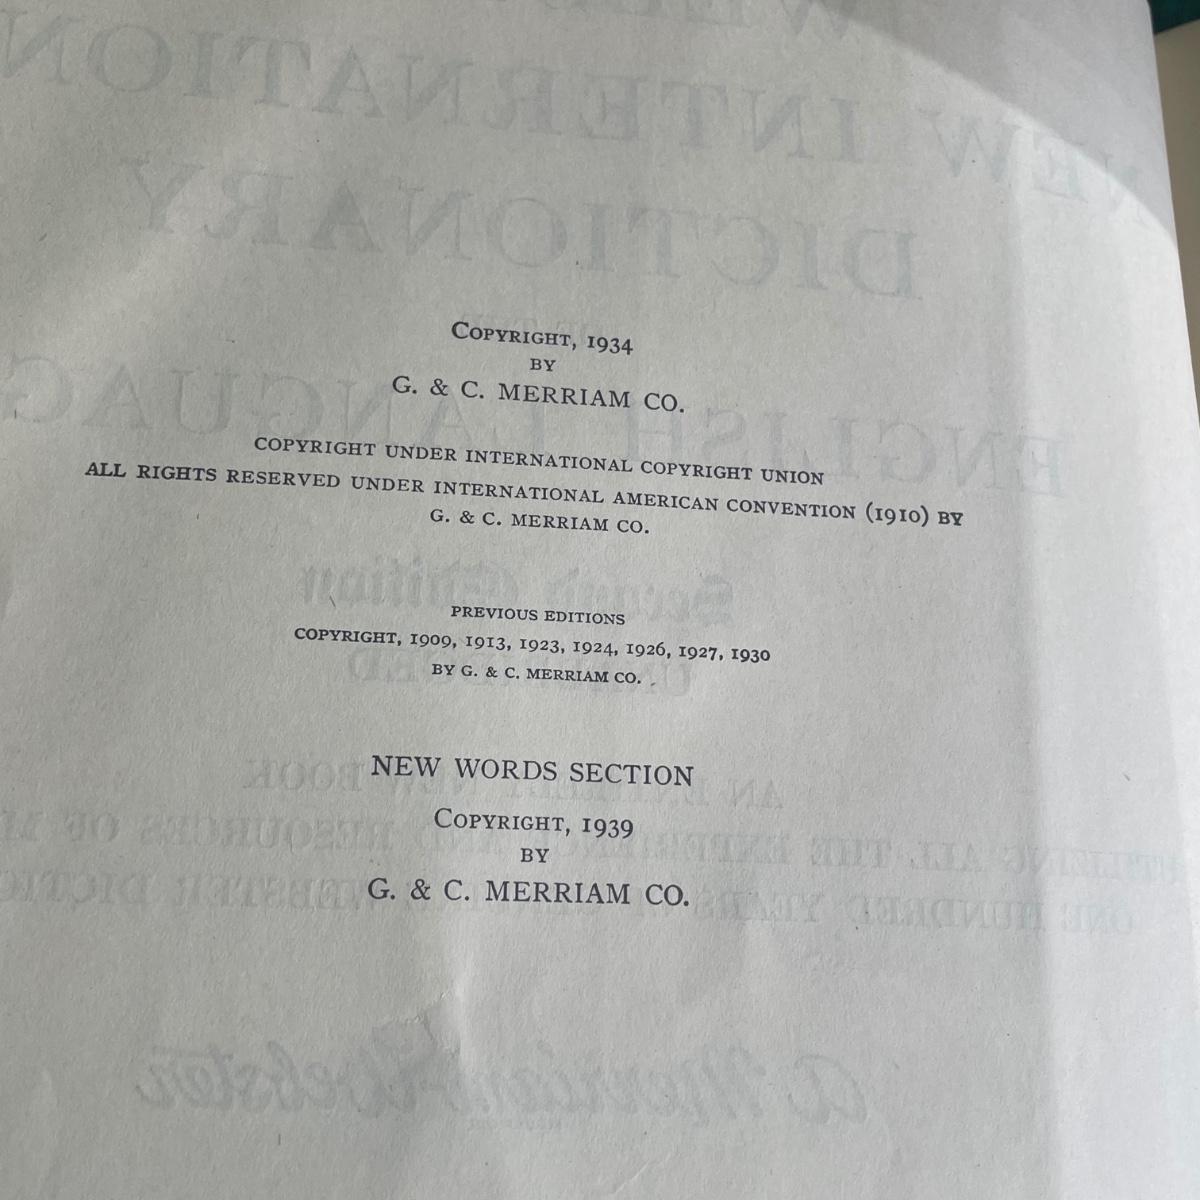 COPYRIGHT, 1934
BY
G. & C. MERRIAM CO.
COPYRIGHT UNDER INTERNATIONAL COPYRIGHT UNION
ALL RIGHTS RESERVED UNDER INTERNATIONAL AMERICAN CONVENTION (1910) BY
G. & C. MERRIAM CO.
PREVIOUS EDITIONS
COPYRIGHT, 1909, 1913, 1923, 1924, 1926, 1927, 1930
BY G. & C. MERRIAM CO.
NEW WORDS SECTION
COPYRIGHT, 1939
BY
G. & C. MERRIAM CO.